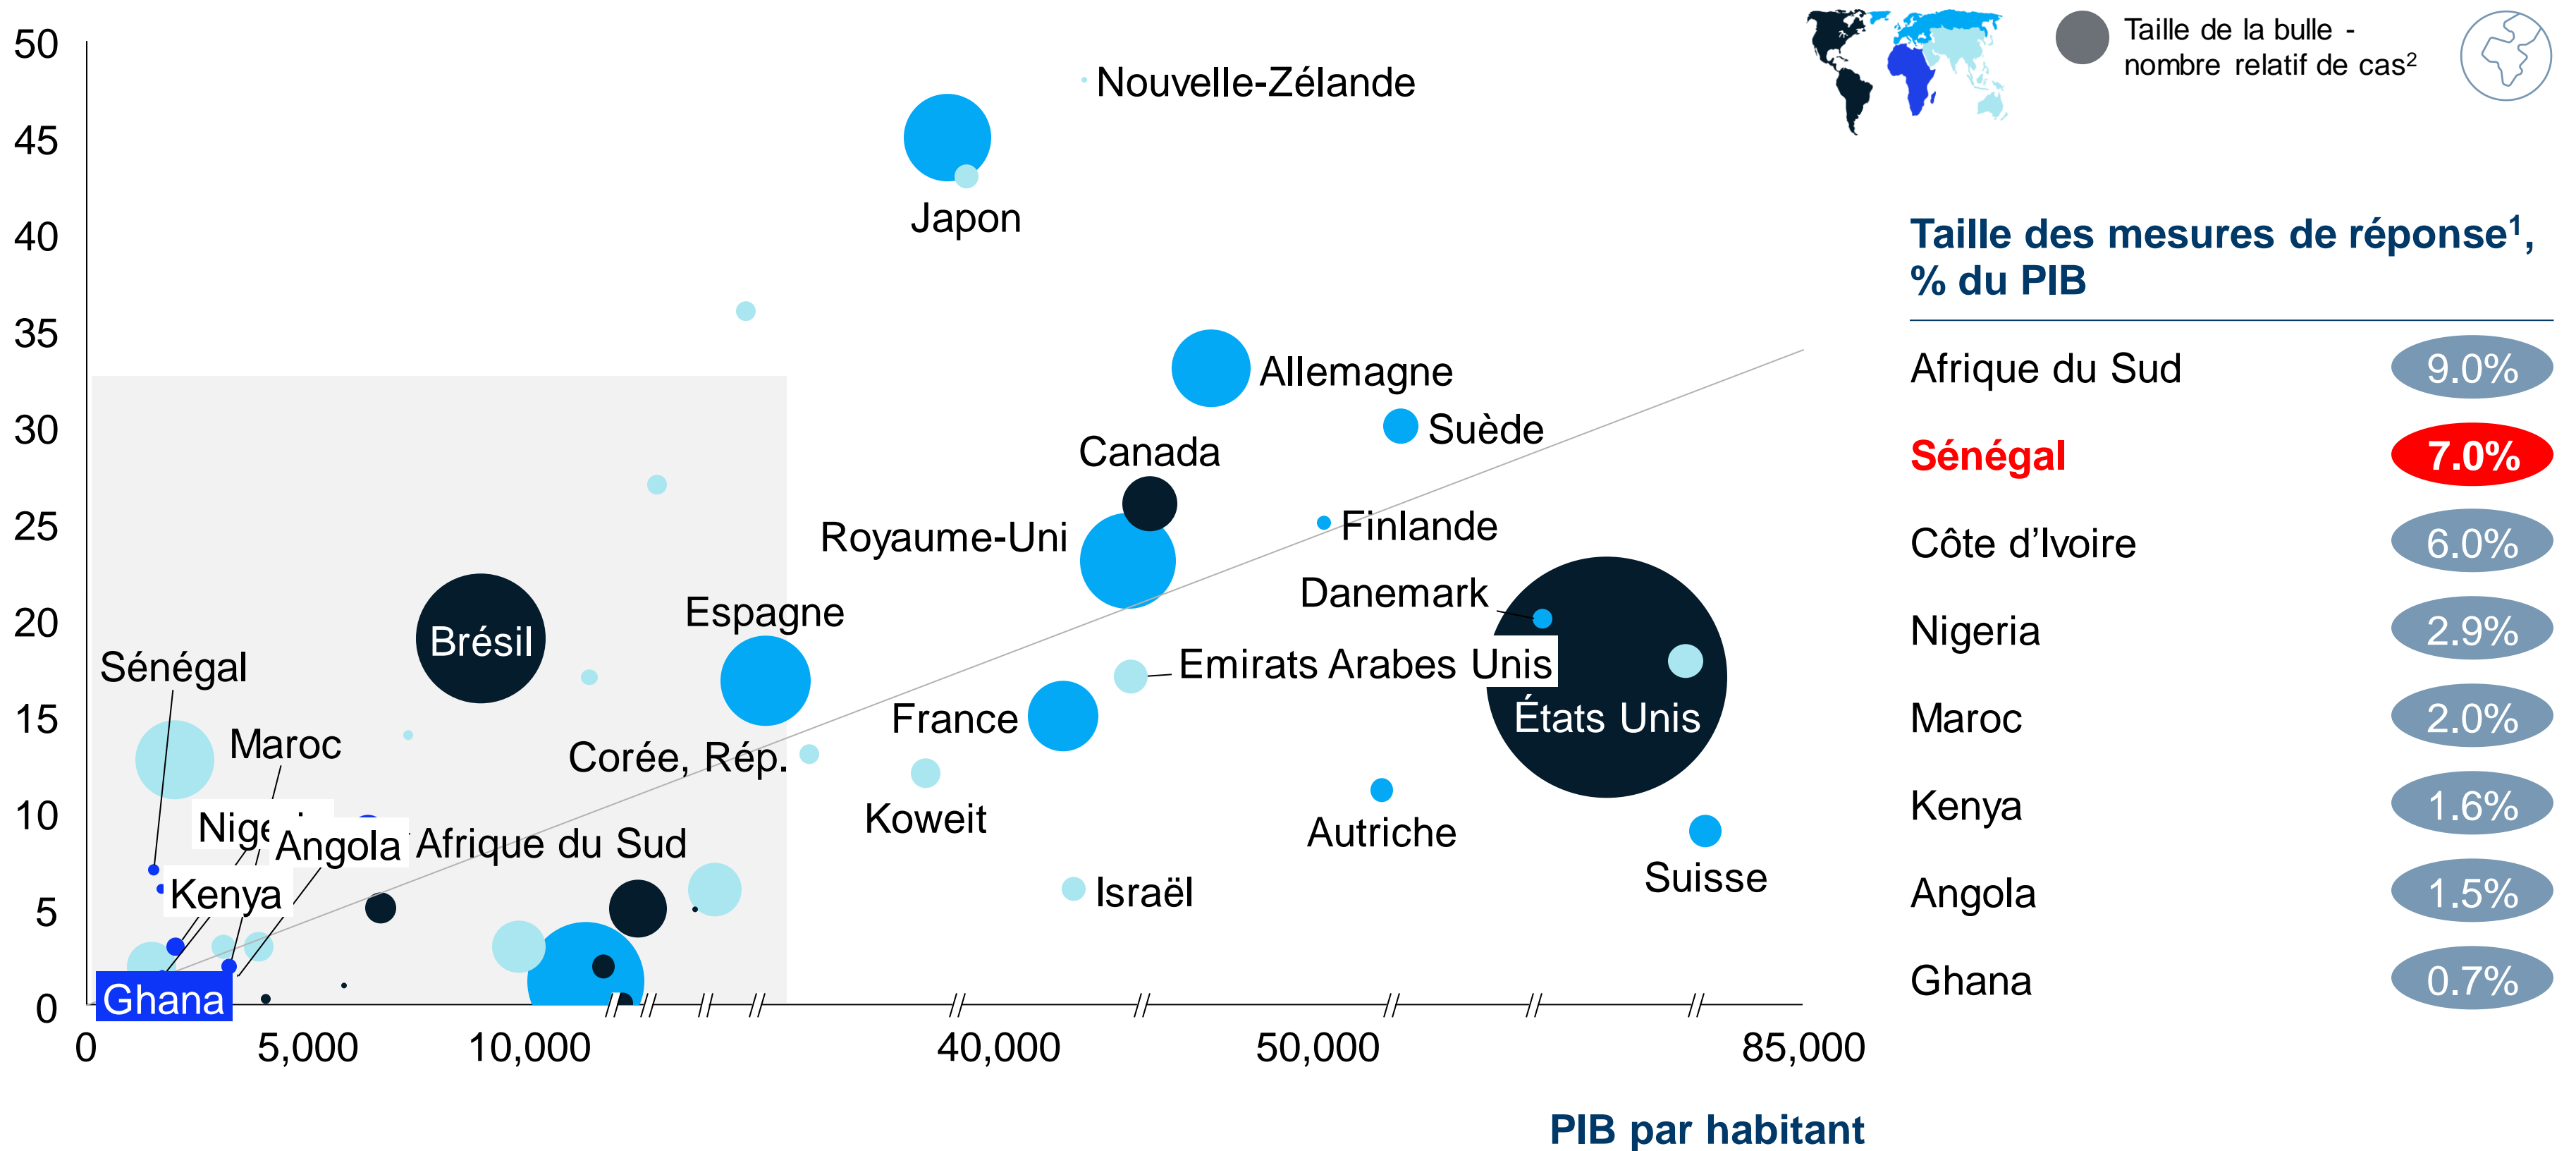 Taille de la bulle -
nombre relatif de cas²
50
45
40
35
30
25
20
15
10
5
0
Nouvelle-Zélande
Japon
Allemagne
Suède
Canada
Royaume-Uni
Finlande
Danemark
Espagne
Brésil
Emirats Arabes Unis
Sénégal
France
États Unis
Maroc
Corée, Rép.
Koweit
Autriche
Angola
Afrique du Sud
Suisse
Kenya
Israël
Ghana
0
5,000
10,000
40,000
50,000
85,000
PIB par habitant
Taille des mesures de réponse¹,
% du PIB
Afrique du Sud 9.0%
Sénégal 7.0%
Côte d’Ivoire 6.0%
Nigeria 2.9%
Maroc 2.0%
Kenya 1.6%
Angola 1.5%
Ghana 0.7%